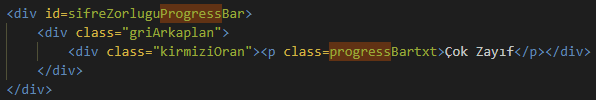 <div id=sifreZorluguProgressBar>
<div class="griArkaplan">
<div class="kirmiziOran"><p class=progressBartxt>Çok Zayıf</p></div>
</div>
</div>